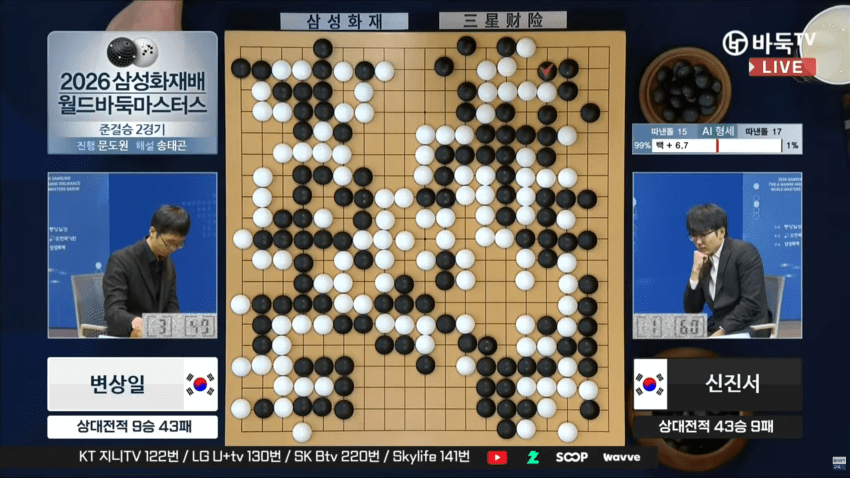 삼성화재
三星财险
바둑TV
LIVE
2026 삼성화재배
월드바둑마스터스
준결승 2경기
진행 문도원 해설 송태곤
따낸돌 15 AI 형세 따낸돌 17
99% 백 + 6.7 1%
3 40
1 60
변상일
상대전적 9승 43패
신진서
상대전적 43승 9패
KT 지니TV 122번 / LG U+tv 130번 / SK Btv 220번 / Skylife 141번
SOOP
wavve